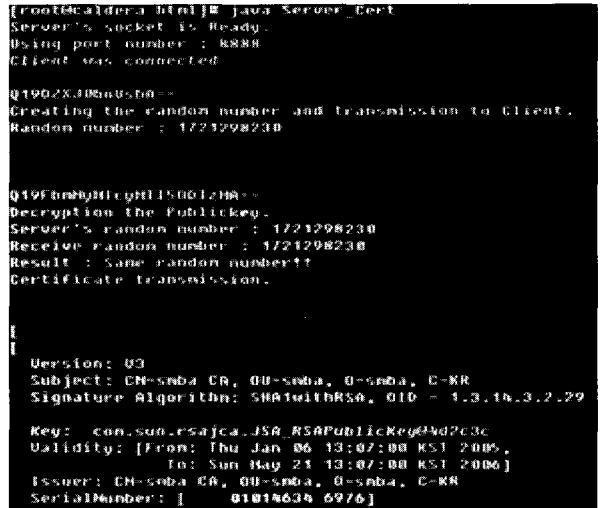 [root@caldera html]# java Server_Cert
Server's socket is Ready.
Using port number : 8888
Client was connected
Creating the random number and transmission to Client.
Random number : 1721298230
Decryption the Publickey.
Server's random number : 1721298230
Receive random number : 1721298230
Result : Same random number!!
Certificate transmission.
[
[
Version: V3
Subject: CN=smba CA, OU=smba, O=smba, C=KR
Signature Algorithm: SHA1withRSA, OID = 1.3.14.3.2.29
Key: com.sun.rsajca.JSA_RSAPublicKey@4d2c3c
Validity: [From: Thu Jan 06 13:07:00 KST 2005,
To: Sun May 21 13:07:00 KST 2006]
Issuer: CN=smba CA, OU=smba, O=smba, C=KR
SerialNumber: [ 01014634 6976]